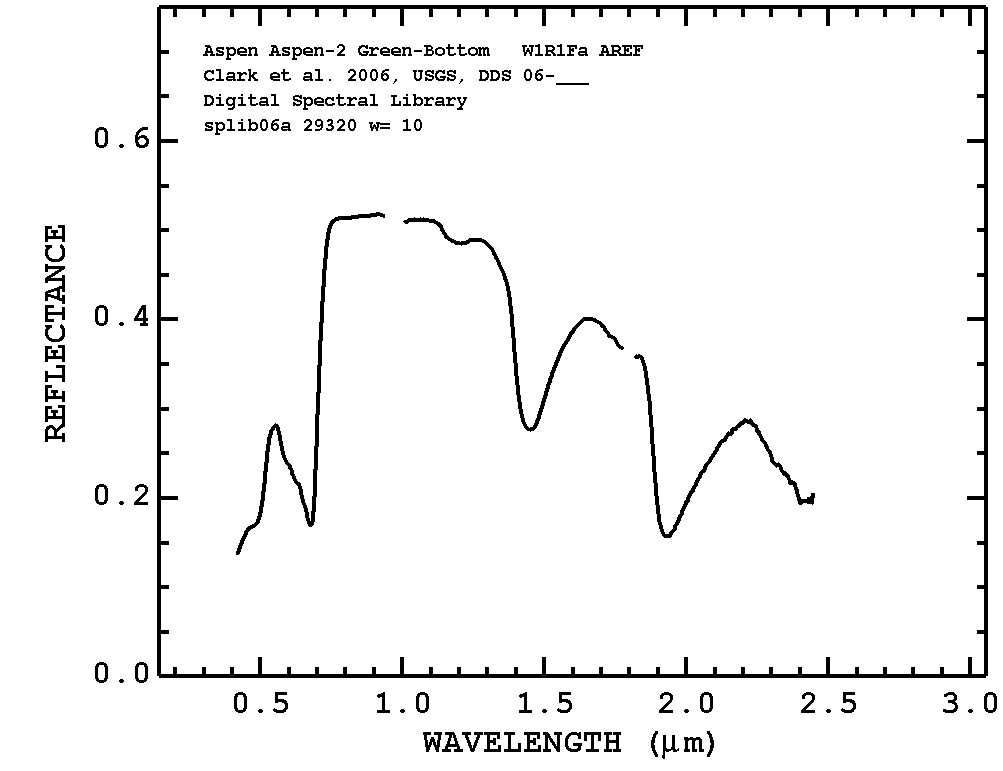 Aspen Aspen-2 Green-Bottom W1R1Fa AREF
Clark et al. 2006, USGS, DDS 06-___
Digital Spectral Library
splib06a 29320 w= 10
0.6
0.4
0.2
0.0
REFLECTANCE
0.5 1.0 1.5 2.0 2.5 3.0
WAVELENGTH (μm)